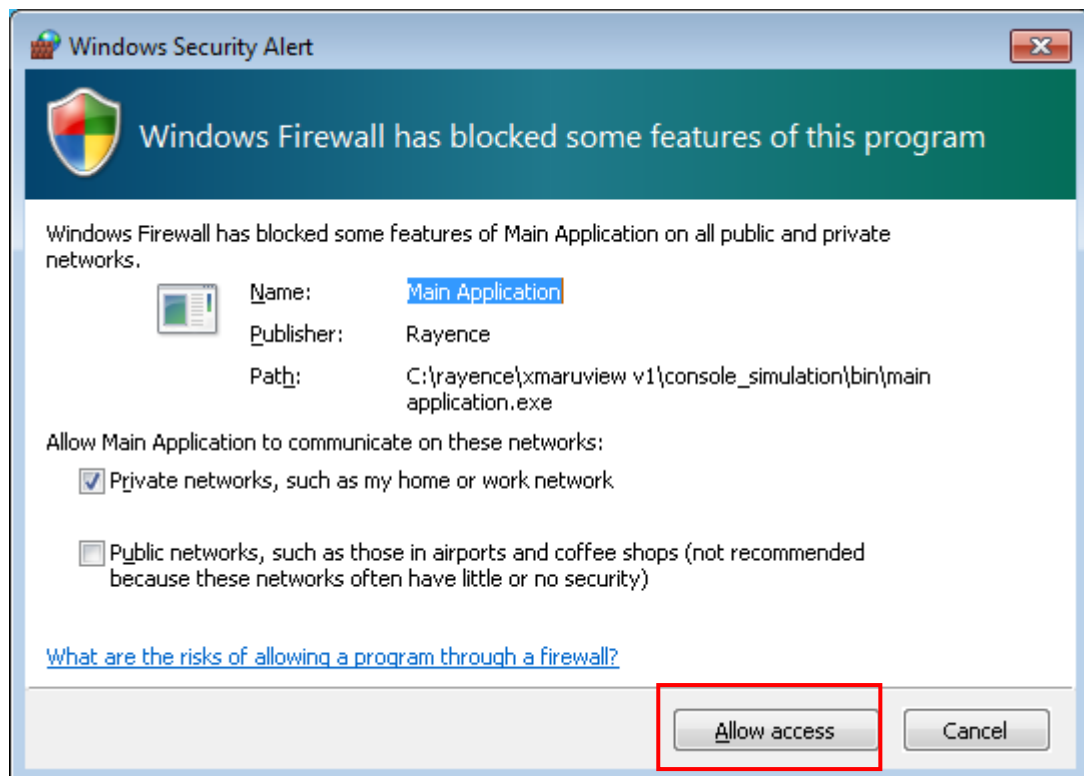 Windows Security Alert
Windows Firewall has blocked some features of this program
Windows Firewall has blocked some features of Main Application on all public and private
networks.
Name: Main Application
Publisher: Rayence
Path: C:\rayence\xmaruview v1\console_simulation\bin\main
application.exe
Allow Main Application to communicate on these networks:
Private networks, such as my home or work network
Public networks, such as those in airports and coffee shops (not recommended
because these networks often have little or no security)
What are the risks of allowing a program through a firewall?
Allow access Cancel